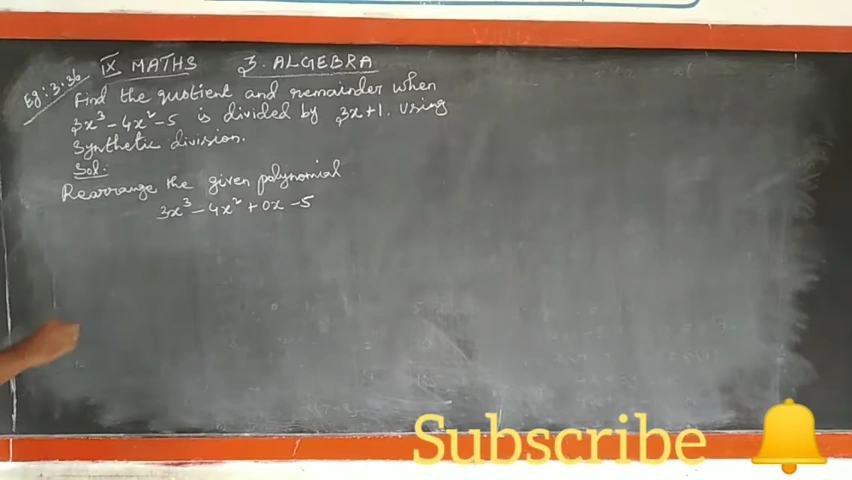 IX MATHS 3. ALGEBRA
Eg: 3.36
Find the quotient and remainder when
3x³ - 4x² - 5 is divided by 3x+1. using
Synthetic division.
Sol:
Rearrange the given polynomial
3x³ - 4x² + 0x - 5
Subscribe